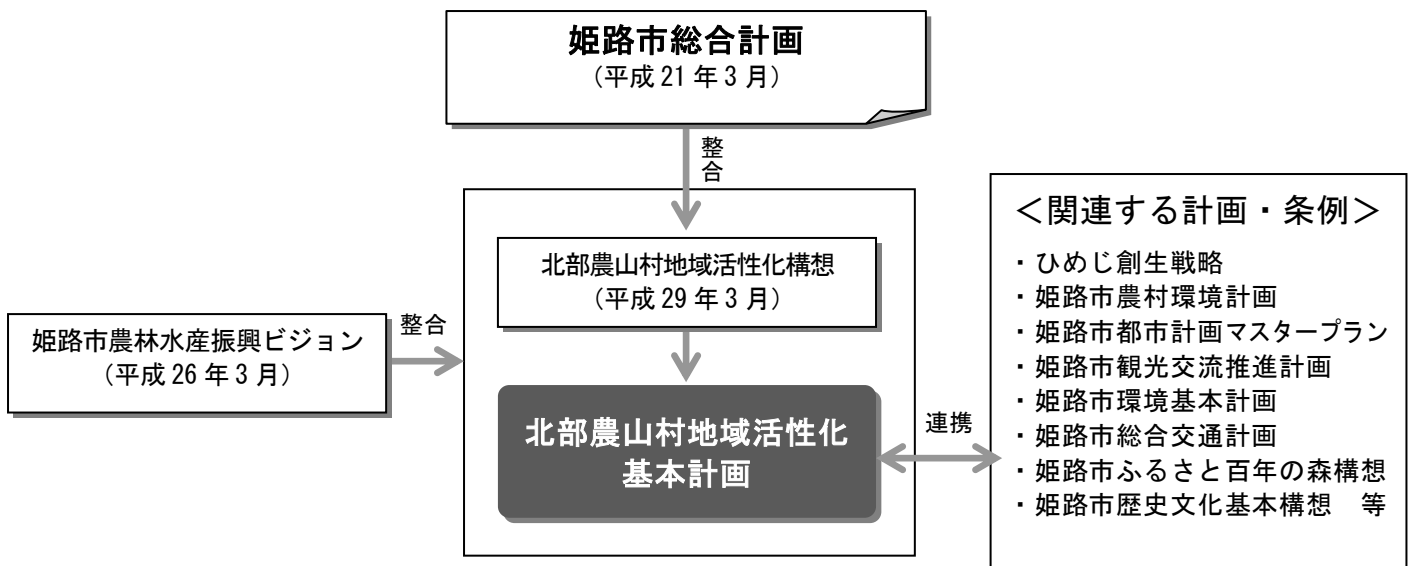 姫路市総合計画
（平成21年3月）
整合
北部農山村地域活性化構想
（平成29年3月）
姫路市農林水産振興ビジョン
（平成26年3月）
整合
北部農山村地域活性化
基本計画
連携
＜関連する計画・条例＞
・ひめじ創生戦略
・姫路市農村環境計画
・姫路市都市計画マスタープラン
・姫路市観光交流推進計画
・姫路市環境基本計画
・姫路市総合交通計画
・姫路市ふるさと百年の森構想
・姫路市歴史文化基本構想　等